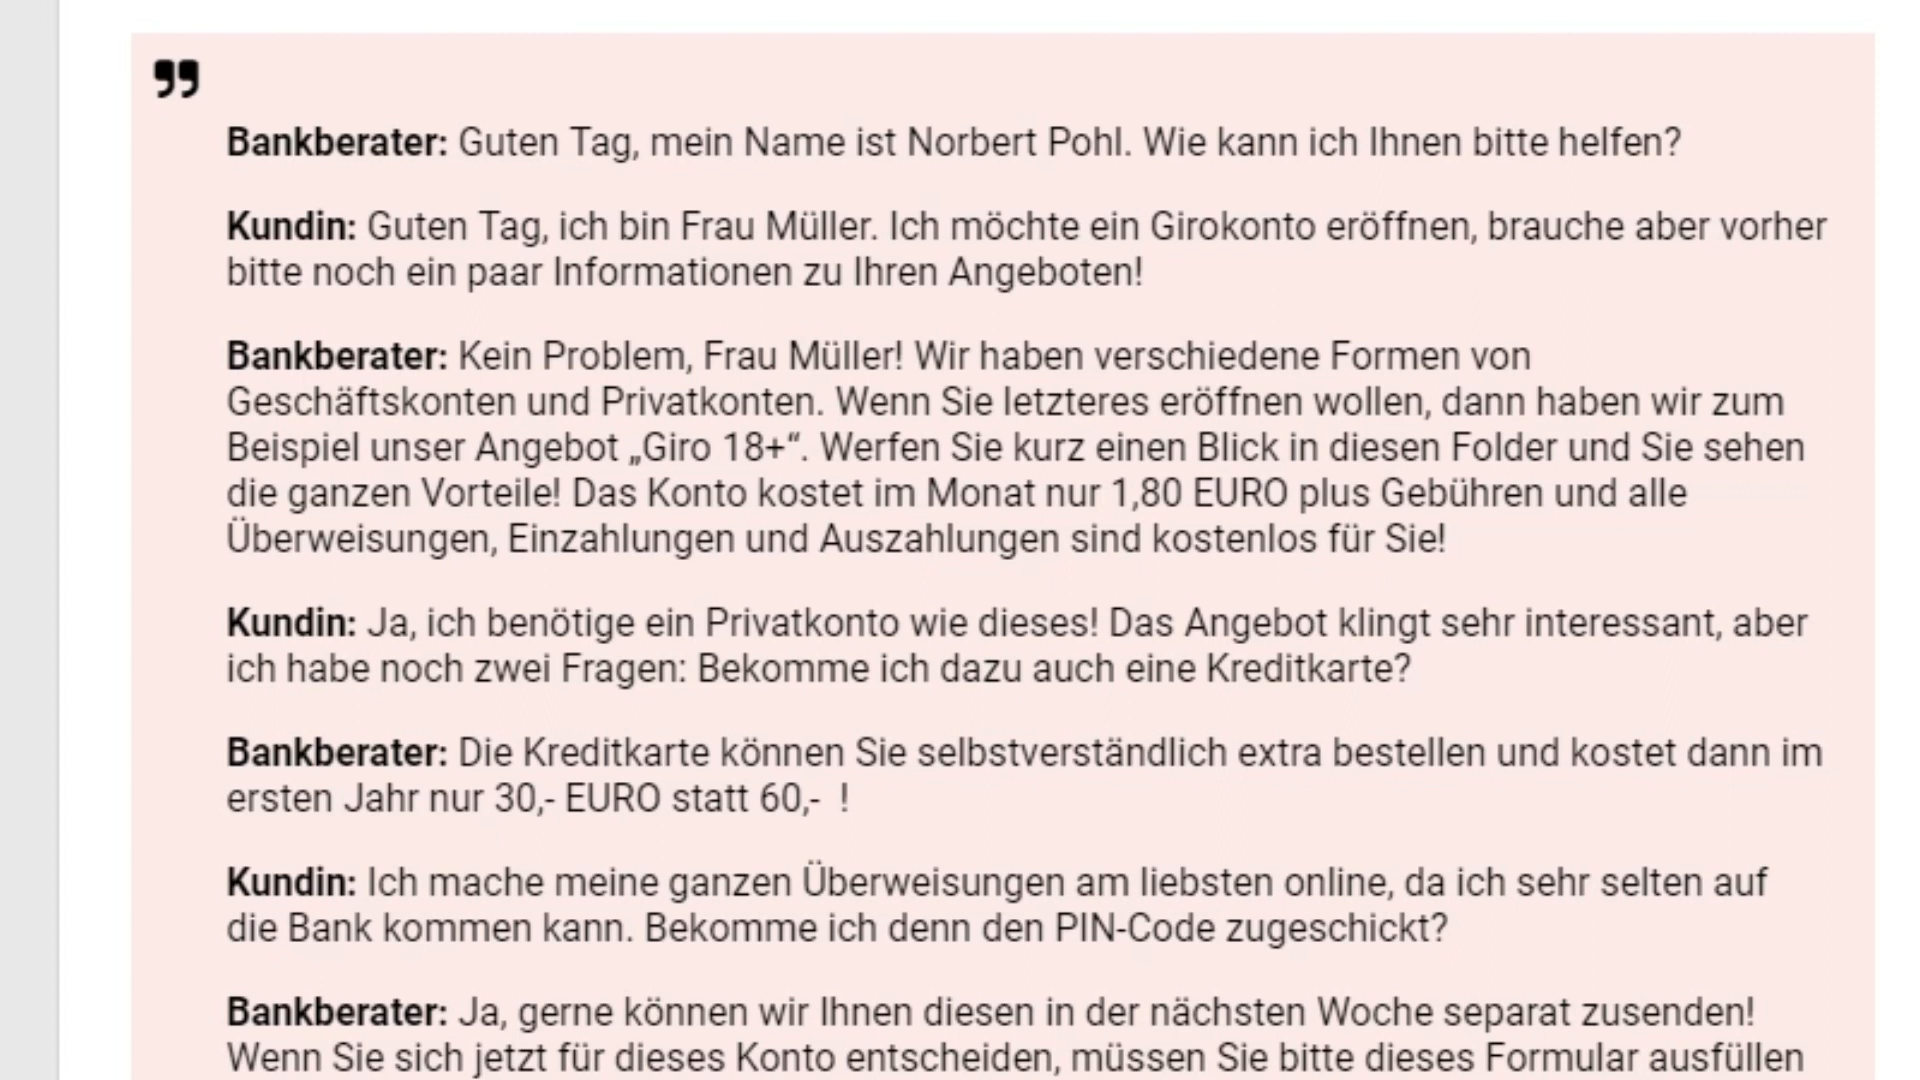 Bankberater: Guten Tag, mein Name ist Norbert Pohl. Wie kann ich Ihnen bitte helfen?
Kundin: Guten Tag, ich bin Frau Müller. Ich möchte ein Girokonto eröffnen, brauche aber vorher
bitte noch ein paar Informationen zu Ihren Angeboten!
Bankberater: Kein Problem, Frau Müller! Wir haben verschiedene Formen von
Geschäftskonten und Privatkonten. Wenn Sie letzteres eröffnen wollen, dann haben wir zum
Beispiel unser Angebot „Giro 18+“. Werfen Sie kurz einen Blick in diesen Folder und Sie sehen
die ganzen Vorteile! Das Konto kostet im Monat nur 1,80 EURO plus Gebühren und alle
Überweisungen, Einzahlungen und Auszahlungen sind kostenlos für Sie!
Kundin: Ja, ich benötige ein Privatkonto wie dieses! Das Angebot klingt sehr interessant, aber
ich habe noch zwei Fragen: Bekomme ich dazu auch eine Kreditkarte?
Bankberater: Die Kreditkarte können Sie selbstverständlich extra bestellen und kostet dann im
ersten Jahr nur 30,- EURO statt 60,-  !
Kundin: Ich mache meine ganzen Überweisungen am liebsten online, da ich sehr selten auf
die Bank kommen kann. Bekomme ich denn den PIN-Code zugeschickt?
Bankberater: Ja, gerne können wir Ihnen diesen in der nächsten Woche separat zusenden!
Wenn Sie sich jetzt für dieses Konto entscheiden, müssen Sie bitte dieses Formular ausfüllen